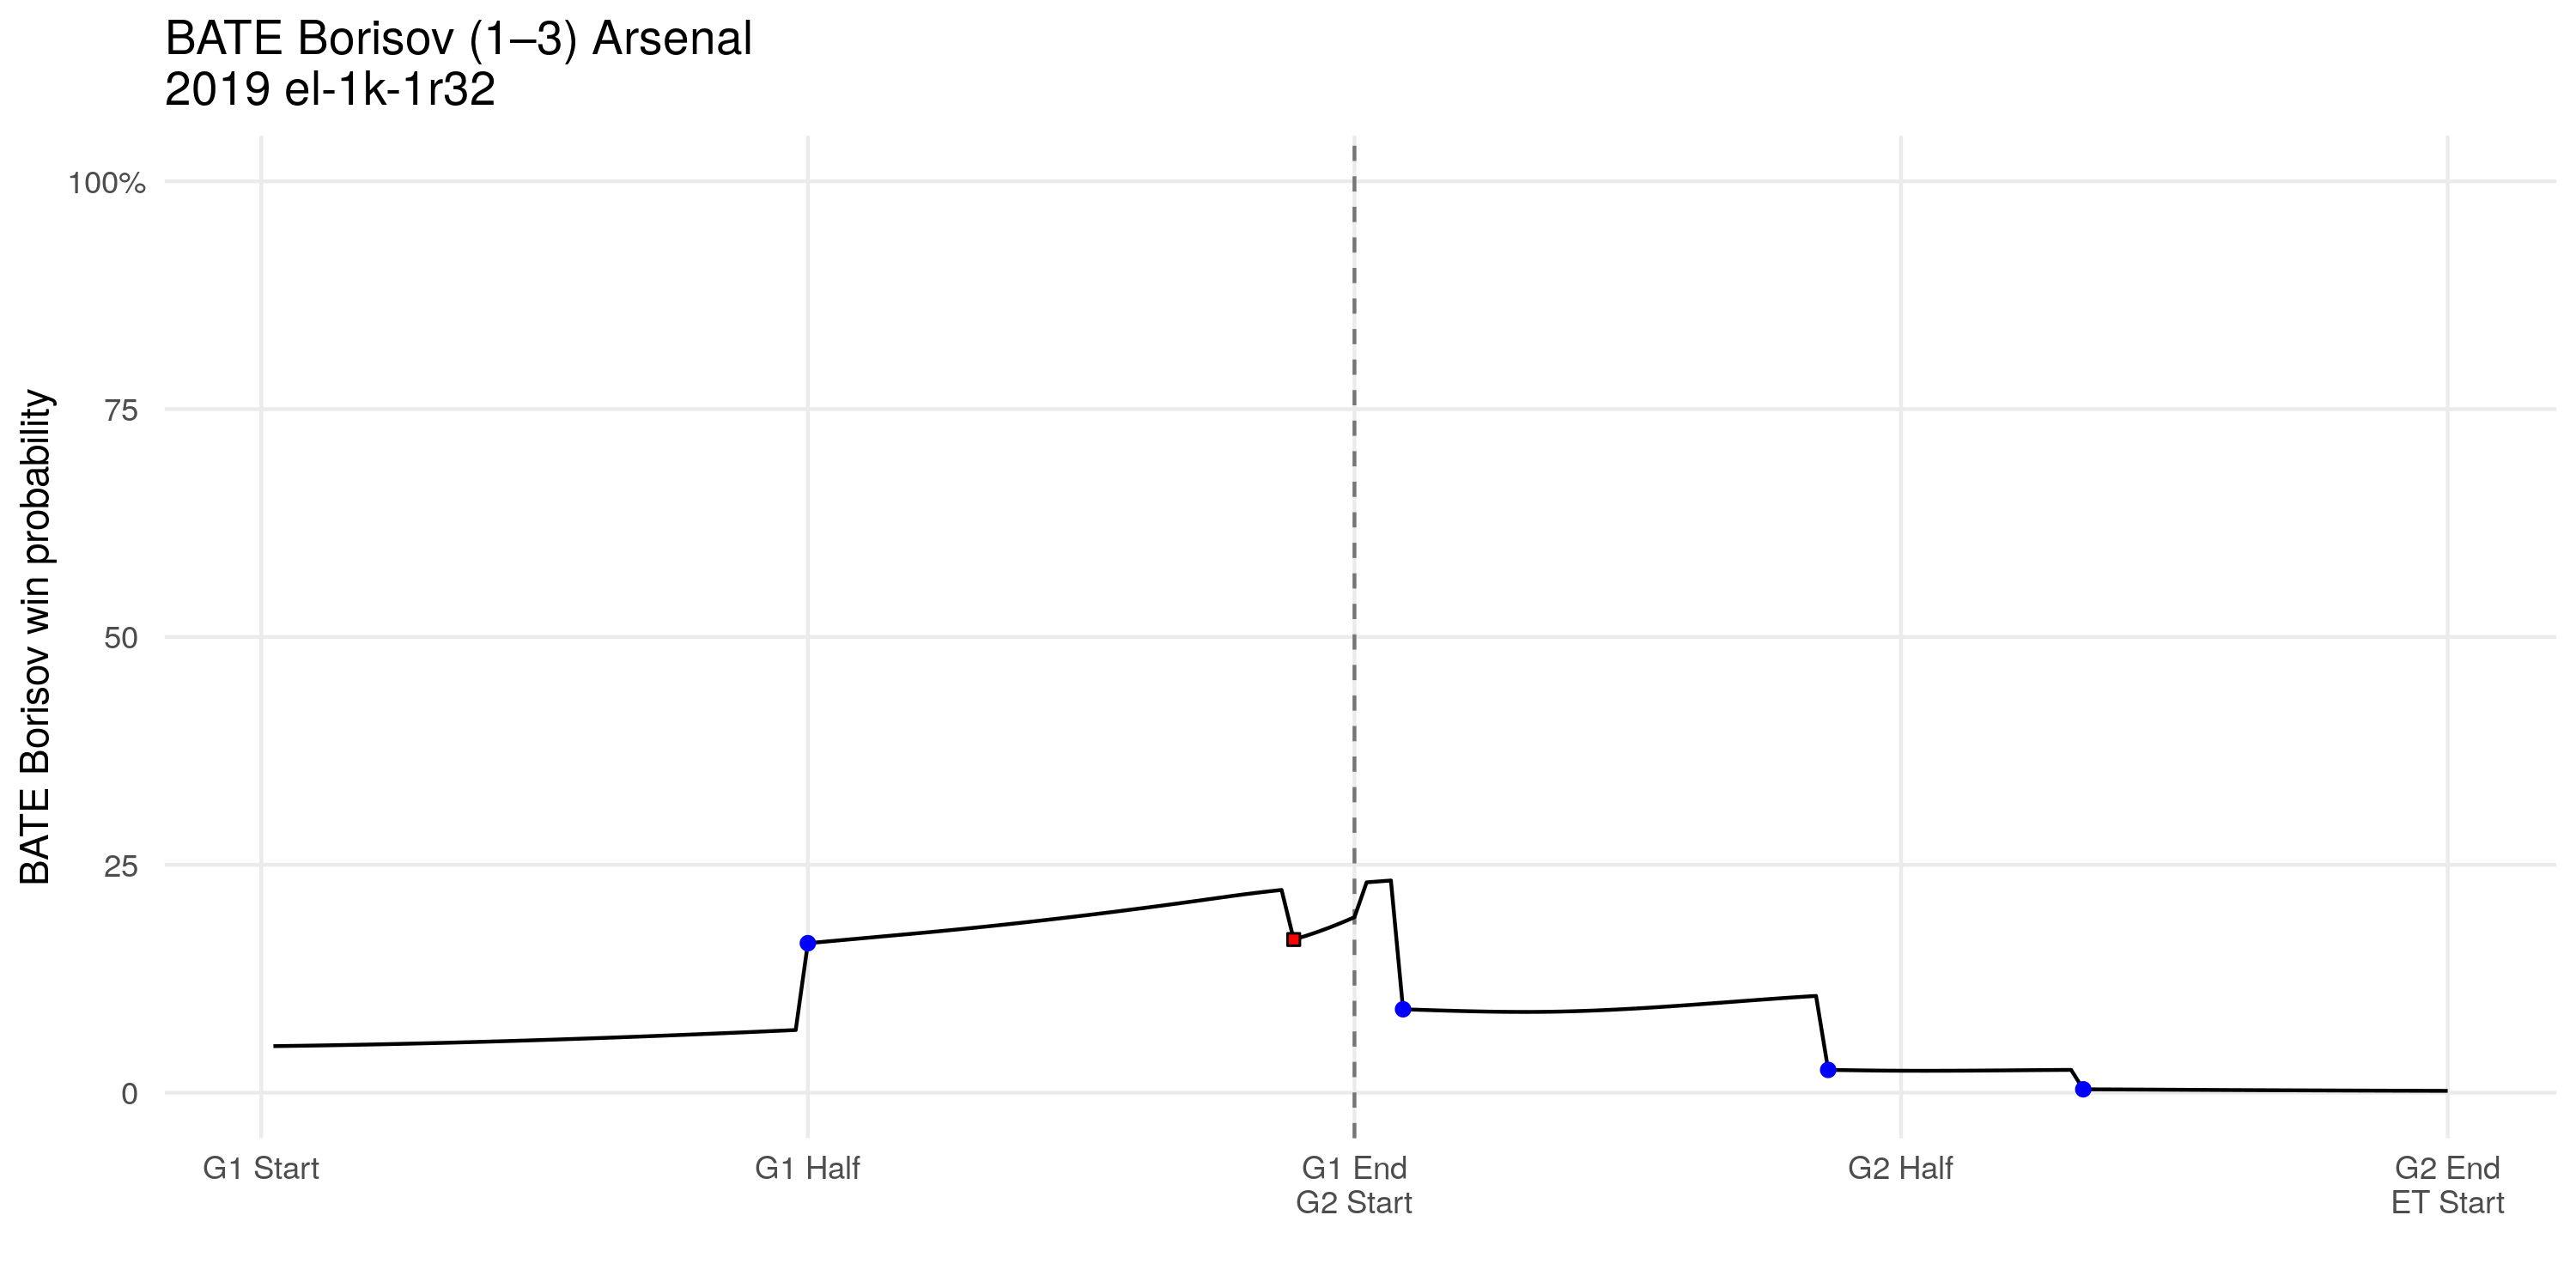 BATE Borisov (1–3) Arsenal
2019 el-1k-1r32
BATE Borisov win probability
100%
75
50
25
0
G1 Start
G1 Half
G1 End
G2 Start
G2 Half
G2 End
ET Start